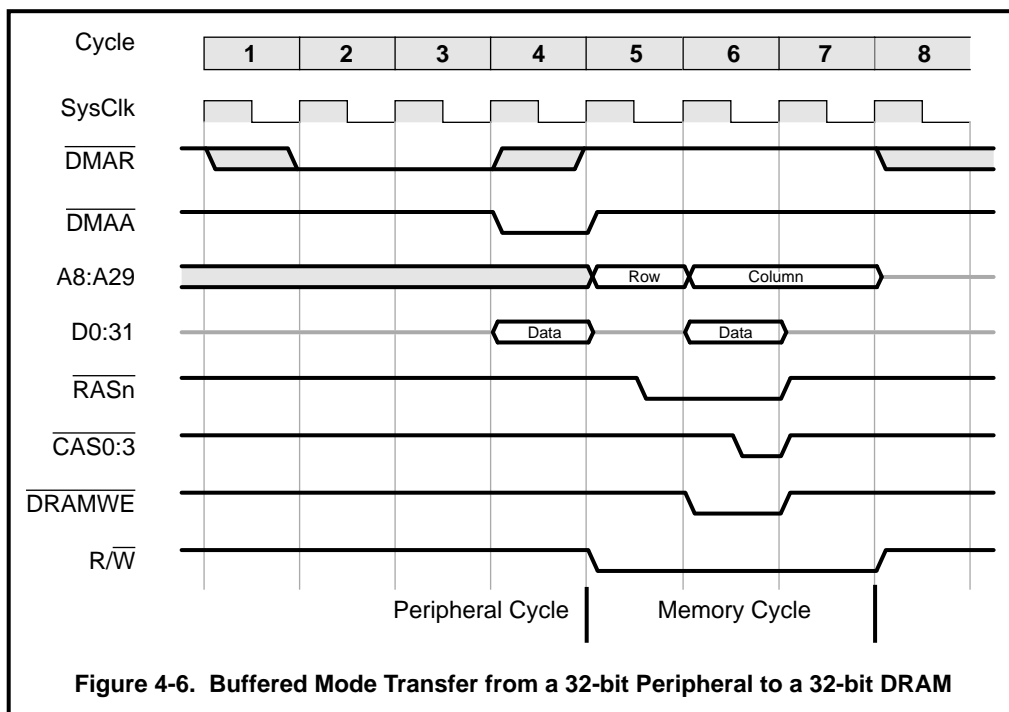 Cycle 1 2 3 4 5 6 7 8
SysClk
DMAR
DMAA
A8:A29 Row Column
D0:31 Data Data
RASn
CAS0:3
DRAMWE
R/W
Peripheral Cycle Memory Cycle
Figure 4-6. Buffered Mode Transfer from a 32-bit Peripheral to a 32-bit DRAM